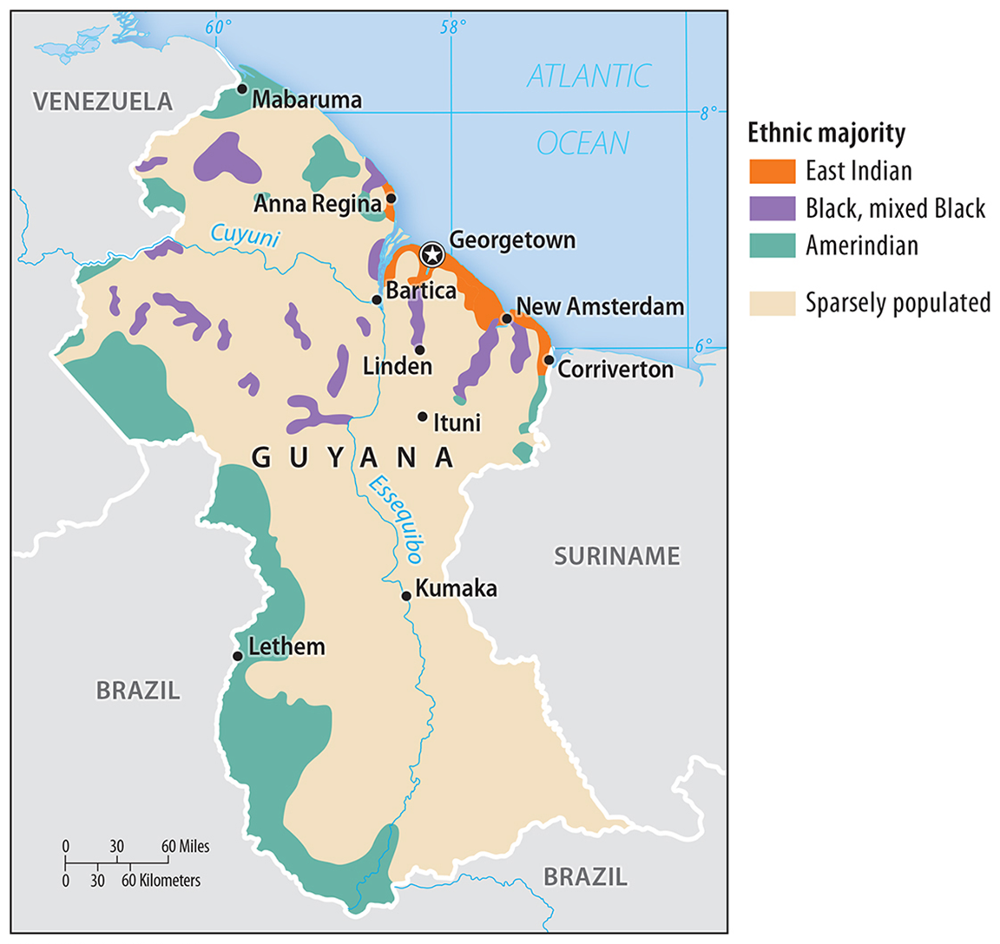 60°
58°
VENEZUELA
ATLANTIC
OCEAN
8°
Mabaruma
Anna Regina
Cuyuni
Georgetown
Bartica
New Amsterdam
6°
Linden
Corriverton
Ituni
GUYANA
Essequibo
SURINAME
Kumaka
Lethem
BRAZIL
0 30 60 Miles
0 30 60 Kilometers
BRAZIL
Ethnic majority
East Indian
Black, mixed Black
Amerindian
Sparsely populated